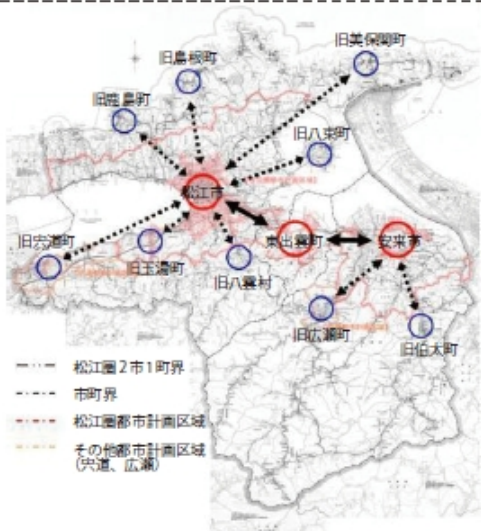 旧美保関町
旧島根町
旧鹿島町
旧八束町
松江市
旧宍道町
東出雲町
安来市
旧玉湯町
旧八雲村
旧広瀬町
旧伯太町
松江圏2市1町界
市町界
松江圏都市計画区域
その他都市計画区域
(宍道、広瀬)